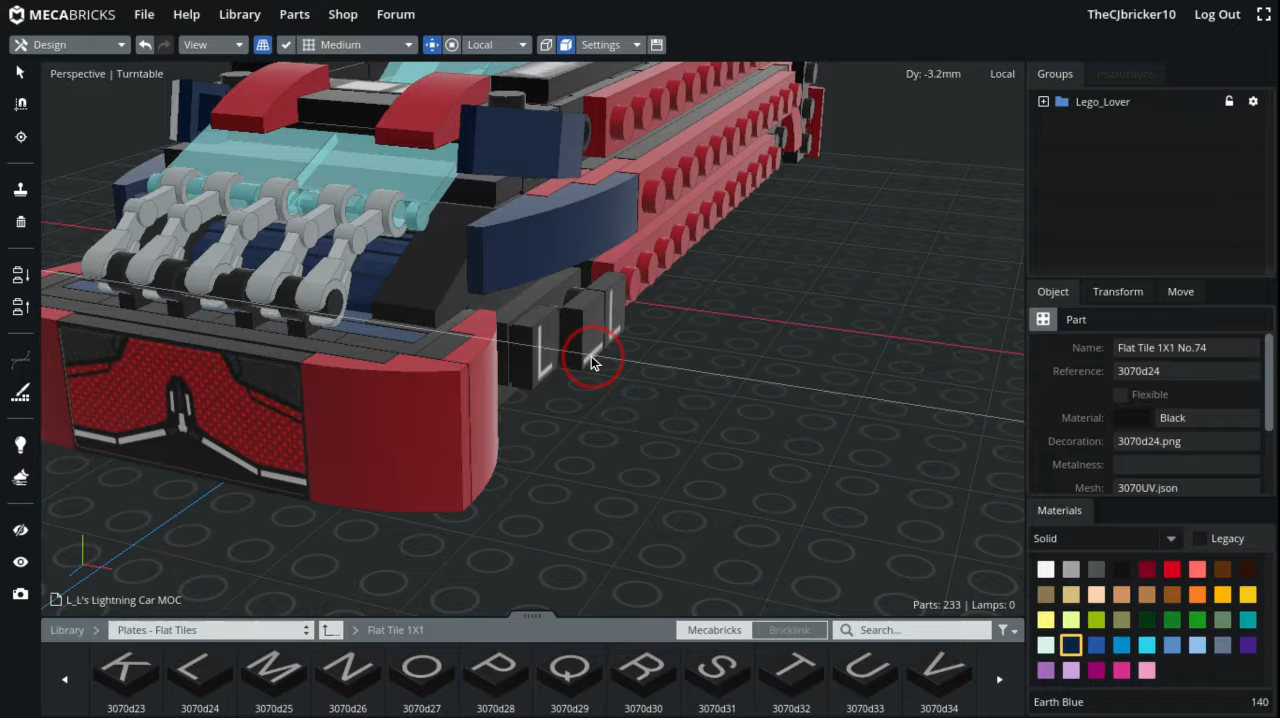 MECABRICKS File Help Library Parts Shop Forum TheCJbricker10 Log Out
Design View Medium Local Settings
Perspective | Turntable Dy: -3.2mm Local
Groups Instructions
Lego_Lover
L L L
Object Transform Move
Part
Name: Flat Tile 1X1 No.74
Reference: 3070d24
Flexible
Material: Black
Decoration: 3070d24.png
Metalness:
Mesh: 3070UV.json
Materials
Solid Legacy
L_L's Lightning Car MOC Parts: 233 | Lamps: 0
Library > Plates - Flat Tiles > Flat Tile 1X1 Mecabricks Bricklink Search...
K L M N O P Q R S T U V
3070d23 3070d24 3070d25 3070d26 3070d27 3070d28 3070d29 3070d30 3070d31 3070d32 3070d33 3070d34
Earth Blue 140